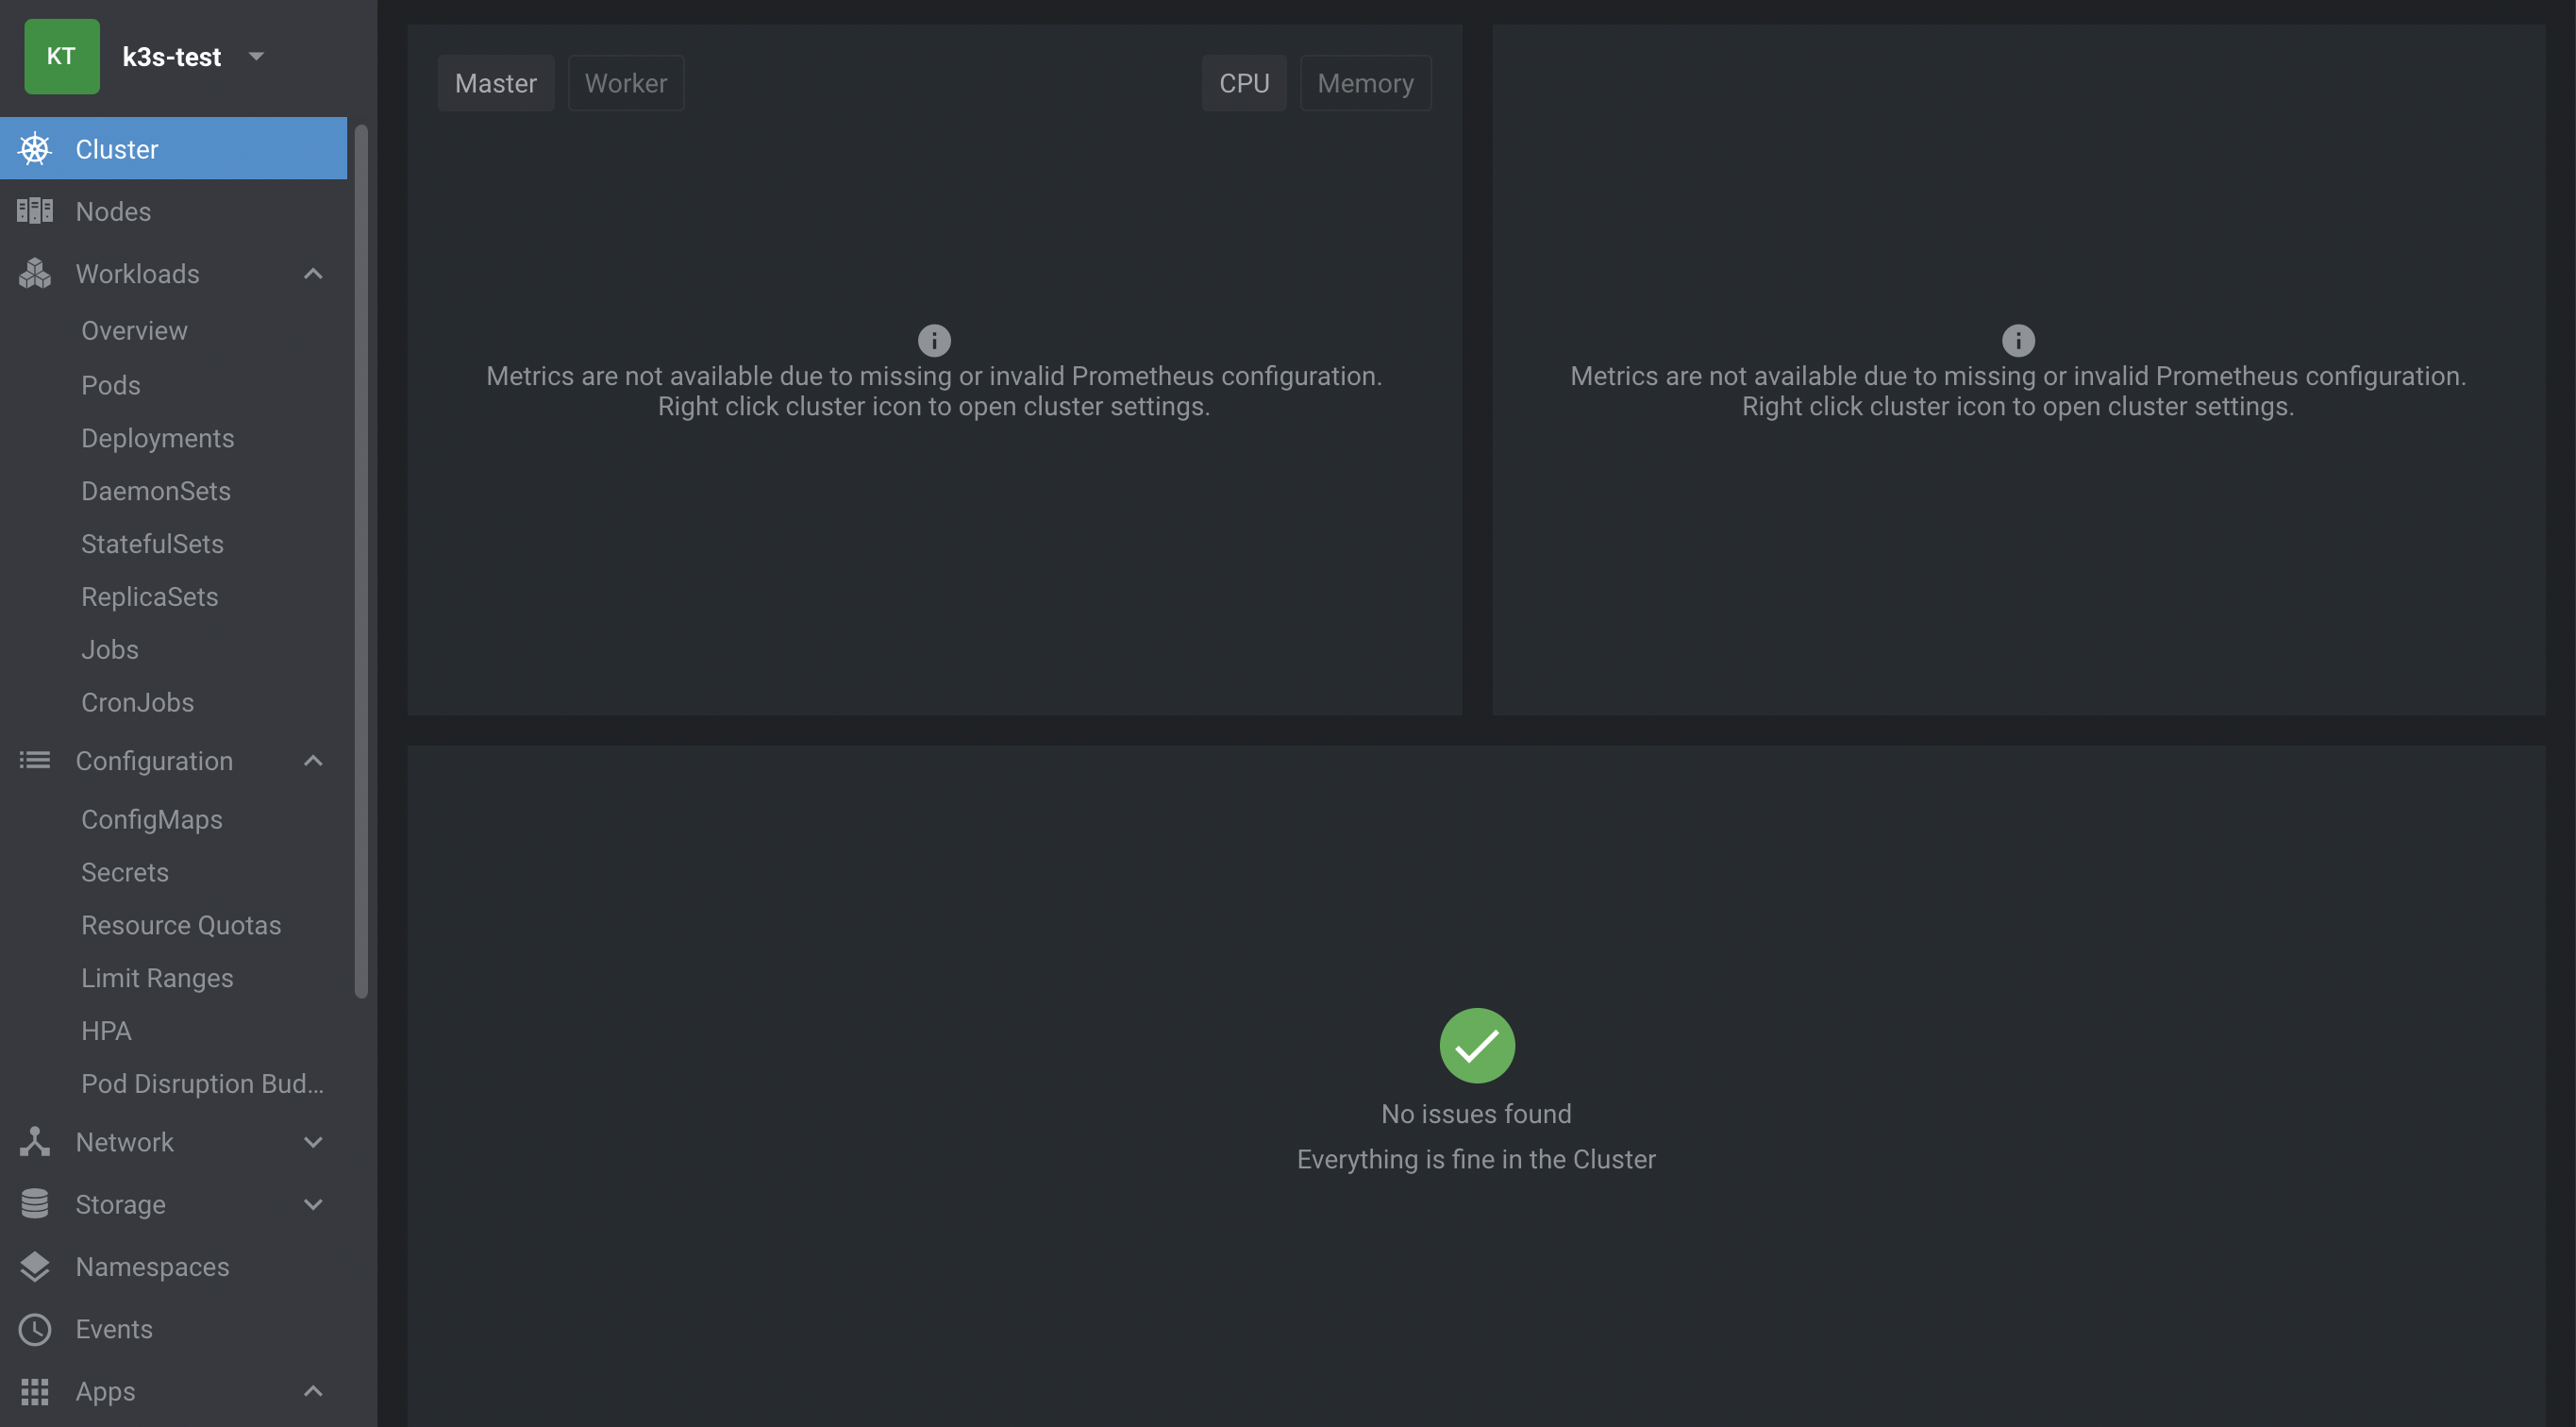 KT
k3s-test
Cluster
Nodes
Workloads
Overview
Pods
Deployments
DaemonSets
StatefulSets
ReplicaSets
Jobs
CronJobs
Configuration
ConfigMaps
Secrets
Resource Quotas
Limit Ranges
HPA
Pod Disruption Bud...
Network
Storage
Namespaces
Events
Apps
Master Worker
CPU Memory
Metrics are not available due to missing or invalid Prometheus configuration.
Right click cluster icon to open cluster settings.
Metrics are not available due to missing or invalid Prometheus configuration.
Right click cluster icon to open cluster settings.
No issues found
Everything is fine in the Cluster